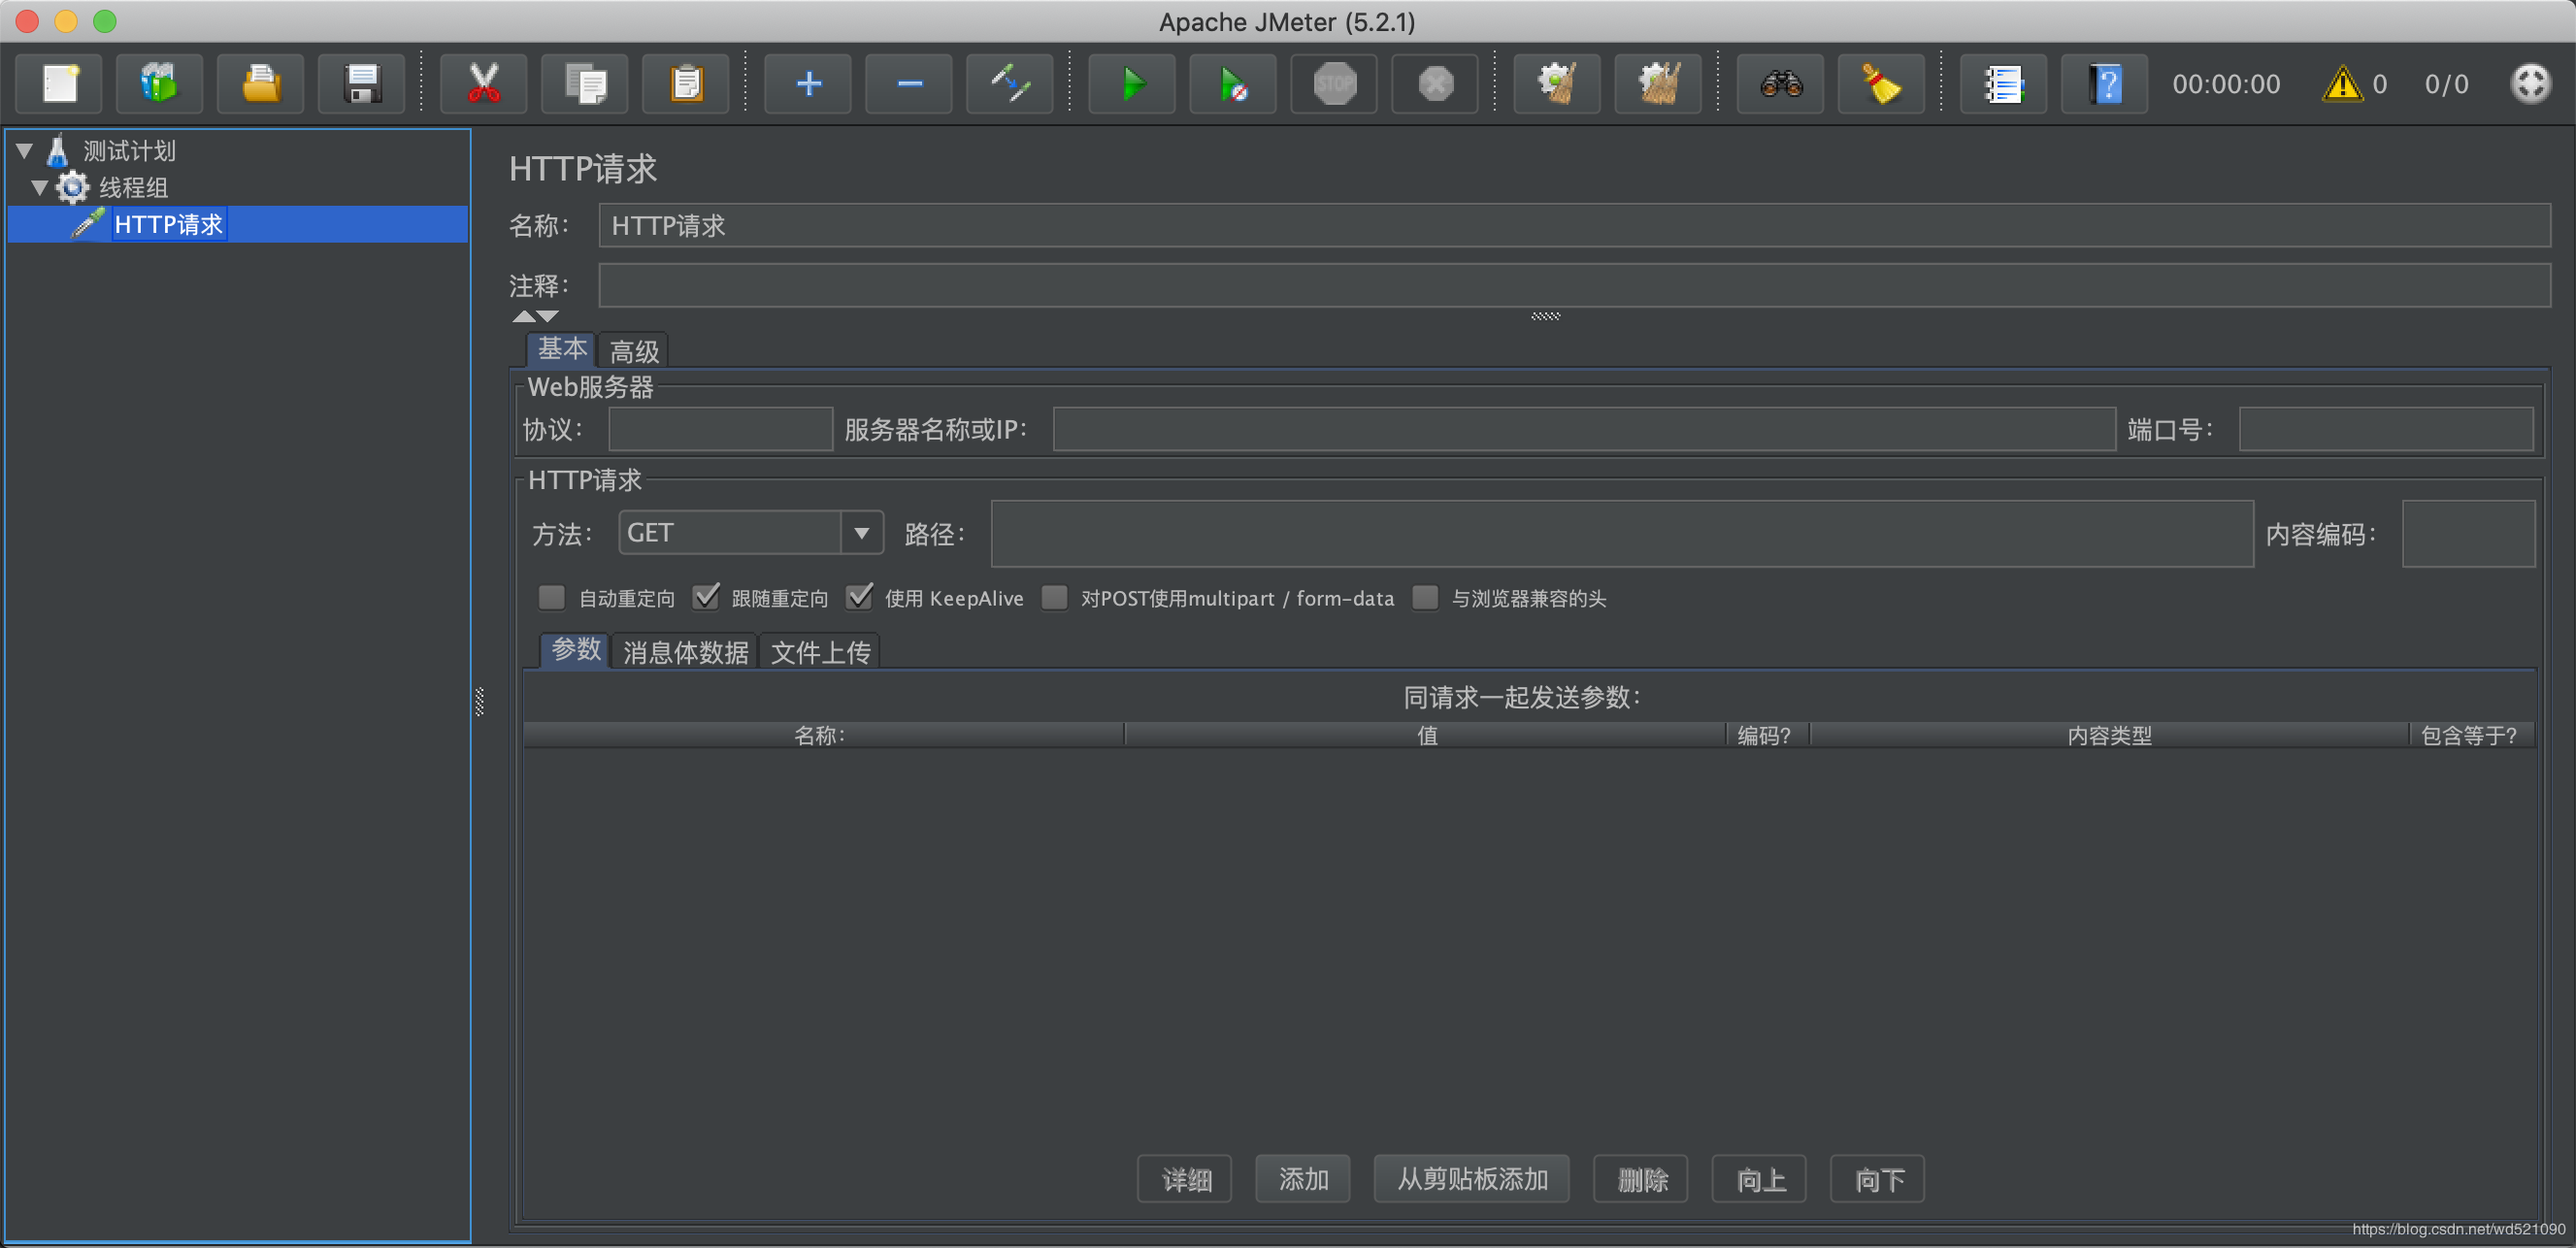 Apache JMeter (5.2.1)
STOP
00:00:00 0 0/0
测试计划
线程组
HTTP请求
HTTP请求
名称： HTTP请求
注释：
基本 高级
Web服务器
协议： 服务器名称或IP： 端口号：
HTTP请求
方法： GET 路径： 内容编码：
自动重定向 跟随重定向 使用 KeepAlive 对POST使用multipart / form-data 与浏览器兼容的头
参数 消息体数据 文件上传
同请求一起发送参数：
名称： 值 编码? 内容类型 包含等于?
详细 添加 从剪贴板添加 删除 向上 向下
https://blog.csdn.net/wd521090